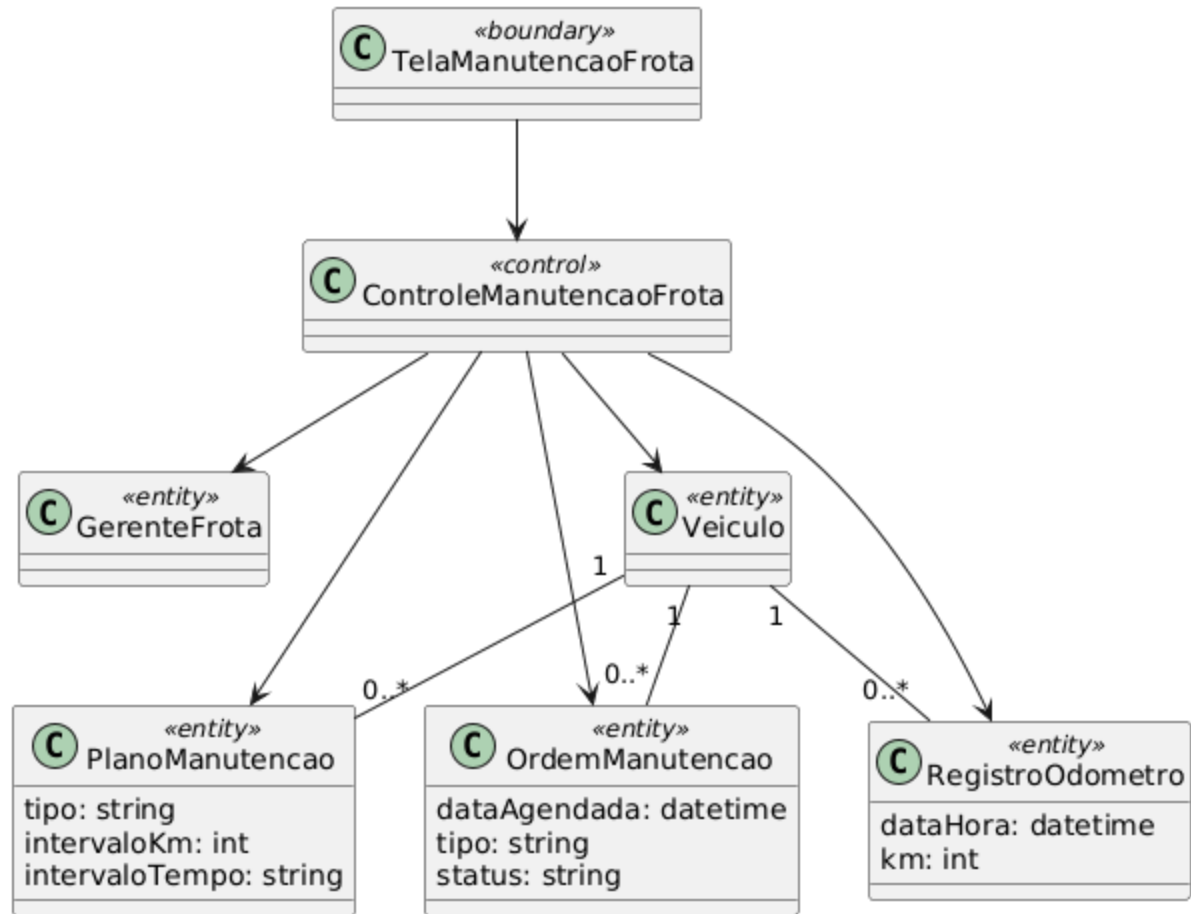 C
«boundary»
TelaManutencaoFrota
C
«control»
ControleManutencaoFrota
C
«entity»
GerenteFrota
C
«entity»
Veiculo
1
1
1
0..*
0..*
0..*
C
«entity»
PlanoManutencao
tipo: string
intervaloKm: int
intervaloTempo: string
C
«entity»
OrdemManutencao
dataAgendada: datetime
tipo: string
status: string
C
«entity»
RegistroOdometro
dataHora: datetime
km: int